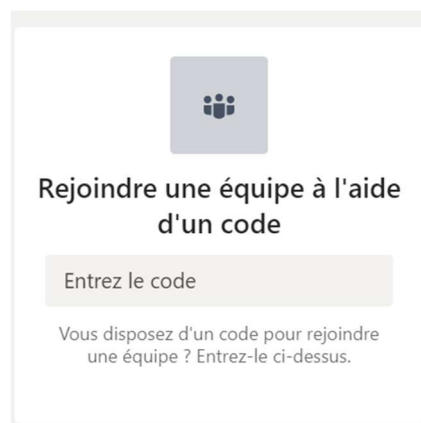 Rejoindre une équipe à l'aide
d'un code
Entrez le code
Vous disposez d'un code pour rejoindre
une équipe ? Entrez-le ci-dessus.